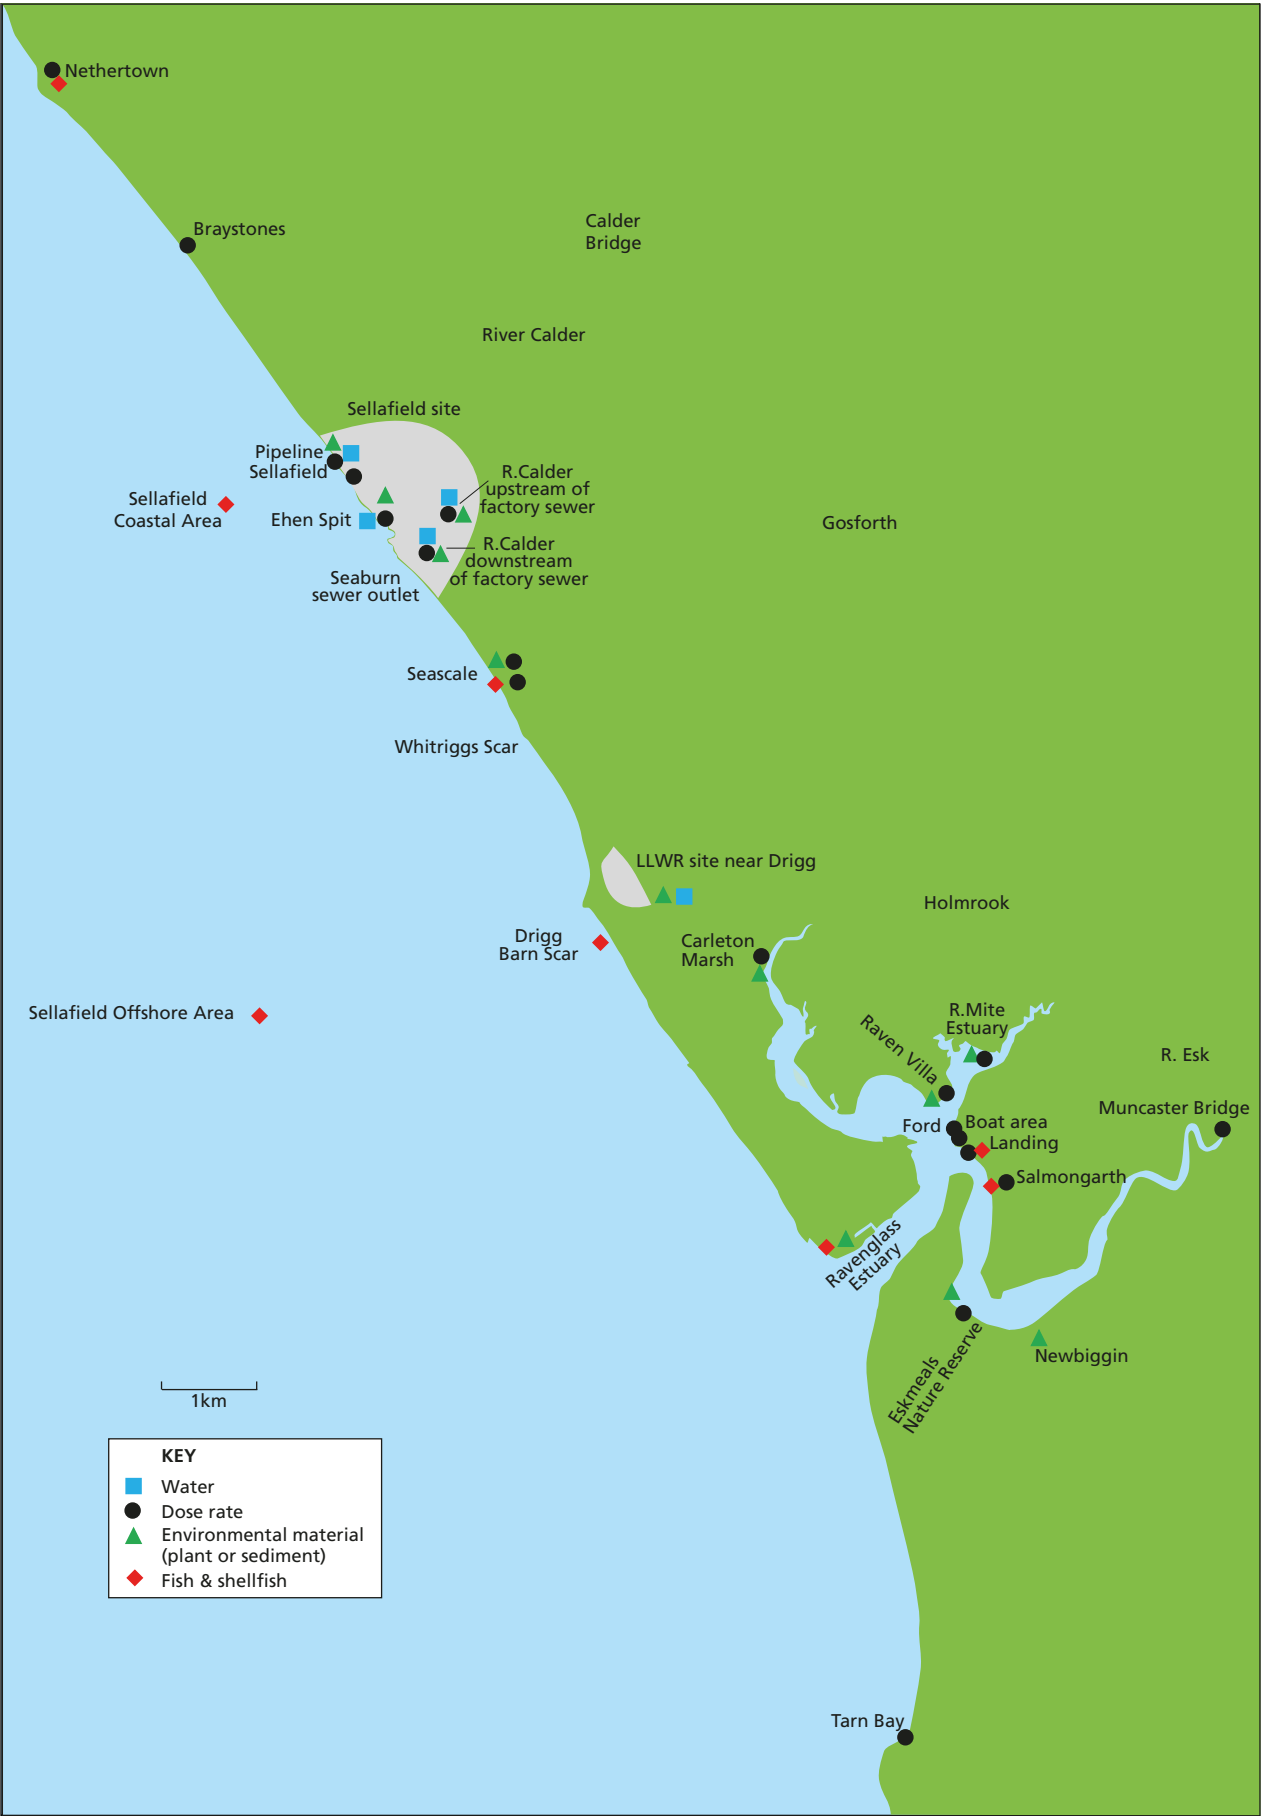 Nethertown
Braystones
Calder
Bridge
River Calder
Sellafield site
Pipeline
Sellafield
R.Calder
upstream of
factory sewer
Sellafield
Coastal Area
Ehen Spit
Gosforth
R.Calder
downstream
of factory sewer
Seaburn
sewer outlet
Seascale
Whitriggs Scar
LLWR site near Drigg
Holmrook
Drigg
Barn Scar
Carleton
Marsh
Sellafield Offshore Area
R.Mite
Estuary
Raven Villa
R. Esk
Muncaster Bridge
Ford
Boat area
Landing
Salmongarth
Ravenglass
Estuary
Newbiggin
Eskmeals
Nature Reserve
1km
KEY
Water
Dose rate
Environmental material
(plant or sediment)
Fish & shellfish
Tarn Bay